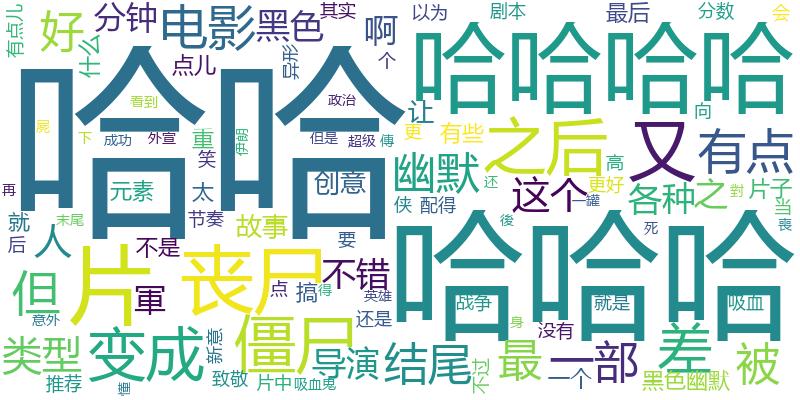 有点儿
好
什么
分钟
电影
黑色
点儿
异形
其实
啊
个
以为
剧本
最后
分数
会
哈哈
哈哈哈哈
看到
政治
让
屍
下
成功
外宣
重
伊朗
但是
超级
更
傳
有些
向
笑
之后
又
有点
幽默
再
元素
太
创意
还
高
这个
更好
一罐
各种
之
對
片子
当
就
末尾
节奏
故事
侠
配得
后
人
不是
要
死
後
喪
哈哈哈
片
丧尸
不错
但
軍
点
搞
得
英雄
战争
就是
吸血
意外
变成
新意
僵尸
还是
身
没有
类型
导演
结尾
最
一部
差
被
不过
推荐
懂
致敬
片中
吸血鬼
一个
黑色幽默